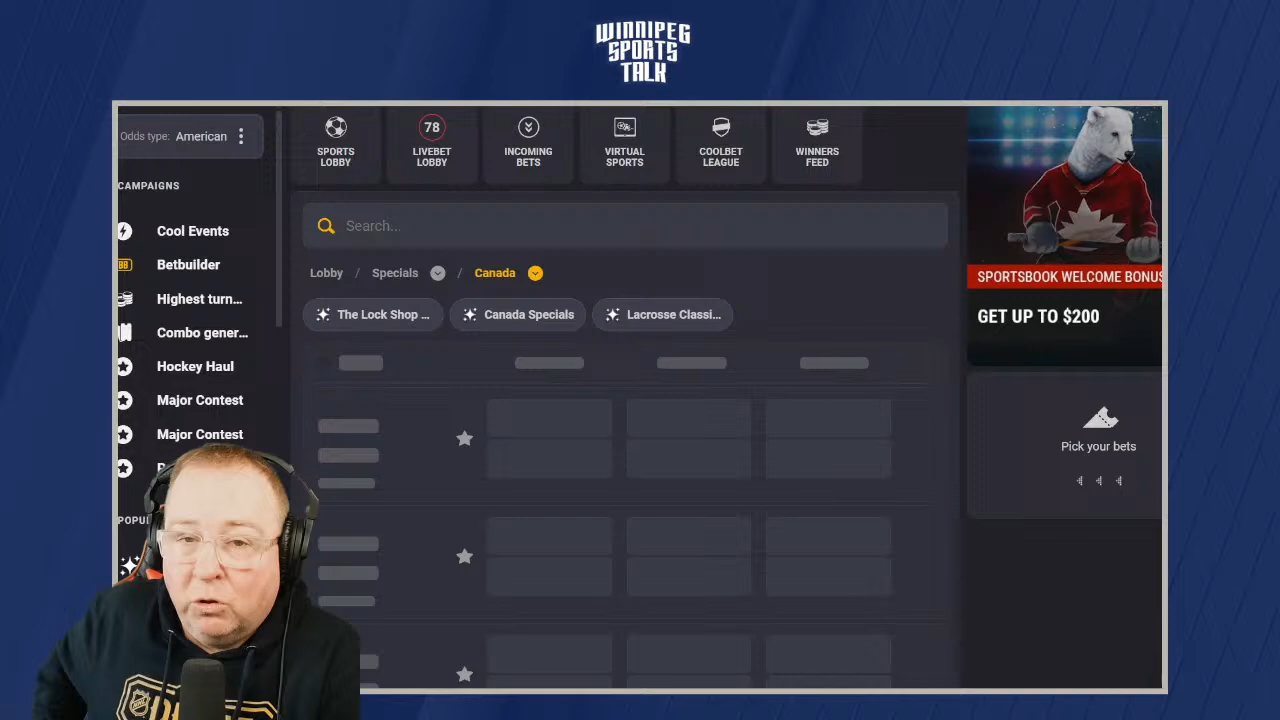 WINNIPEG
SPORTS
TALK
Odds type: American
CAMPAIGNS
Cool Events
Betbuilder
Highest turn...
Combo gener...
Hockey Haul
Major Contest
Major Contest
POPU
SPORTS
LOBBY
78
LIVEBET
LOBBY
INCOMING
BETS
VIRTUAL
SPORTS
COOLBET
LEAGUE
WINNERS
FEED
Search...
Lobby / Specials / Canada
The Lock Shop ...
Canada Specials
Lacrosse Classi...
SPORTSBOOK WELCOME BONUS
GET UP TO $200
Pick your bets
NHL